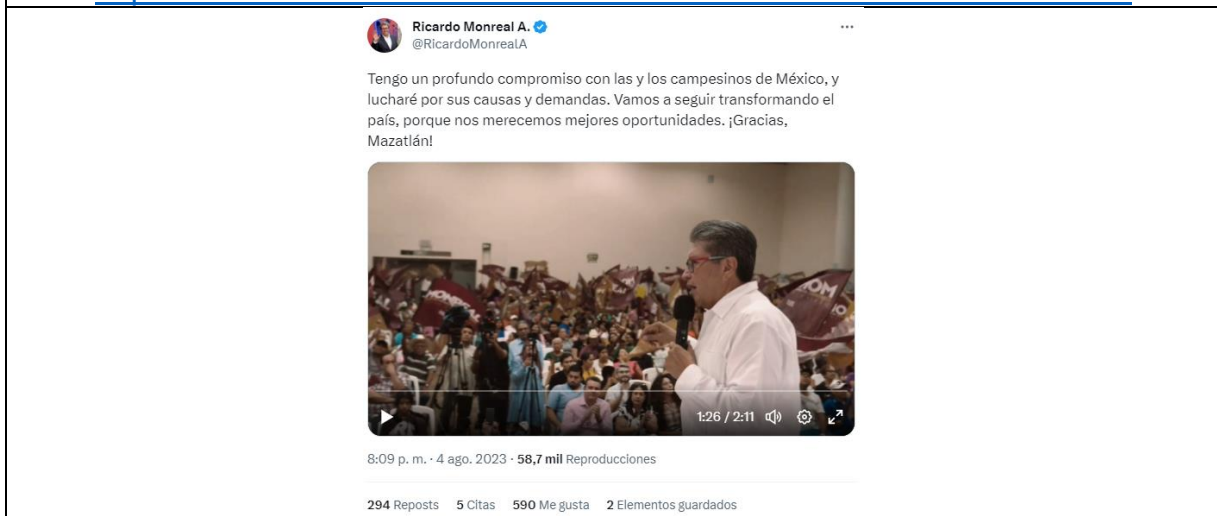 Ricardo Monreal A.
@RicardoMonrealA
Tengo un profundo compromiso con las y los campesinos de México, y
lucharé por sus causas y demandas. Vamos a seguir transformando el
país, porque nos merecemos mejores oportunidades. ¡Gracias,
Mazatlán!
1:26 / 2:11
8:09 p. m. · 4 ago. 2023 · 58,7 mil Reproducciones
294 Reposts 5 Citas 590 Me gusta 2 Elementos guardados